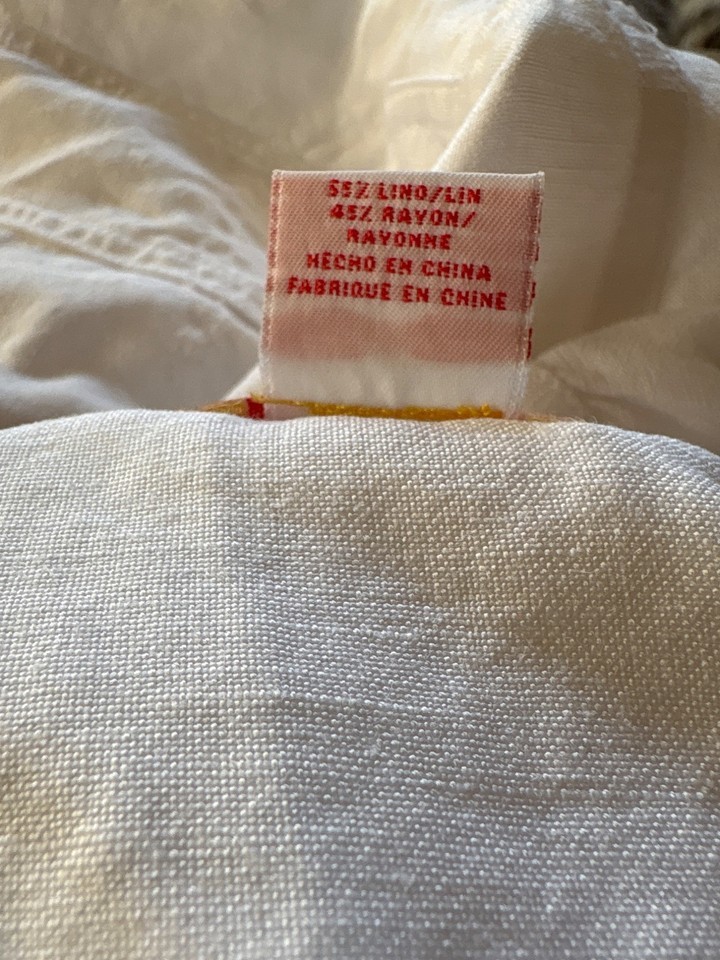 55% LINO/LIN
45% RAYON/
RAYONNE
HECHO EN CHINA
FABRIQUE EN CHINE